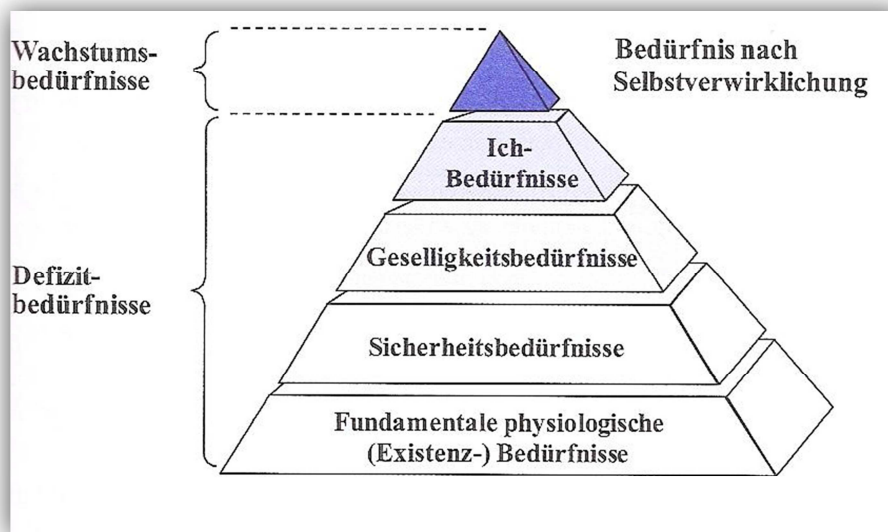 Wachstums-
bedürfnisse
Bedürfnis nach
Selbstverwirklichung
Ich-
Bedürfnisse
Geselligkeitsbedürfnisse
Defizit-
bedürfnisse
Sicherheitsbedürfnisse
Fundamentale physiologische
(Existenz-) Bedürfnisse